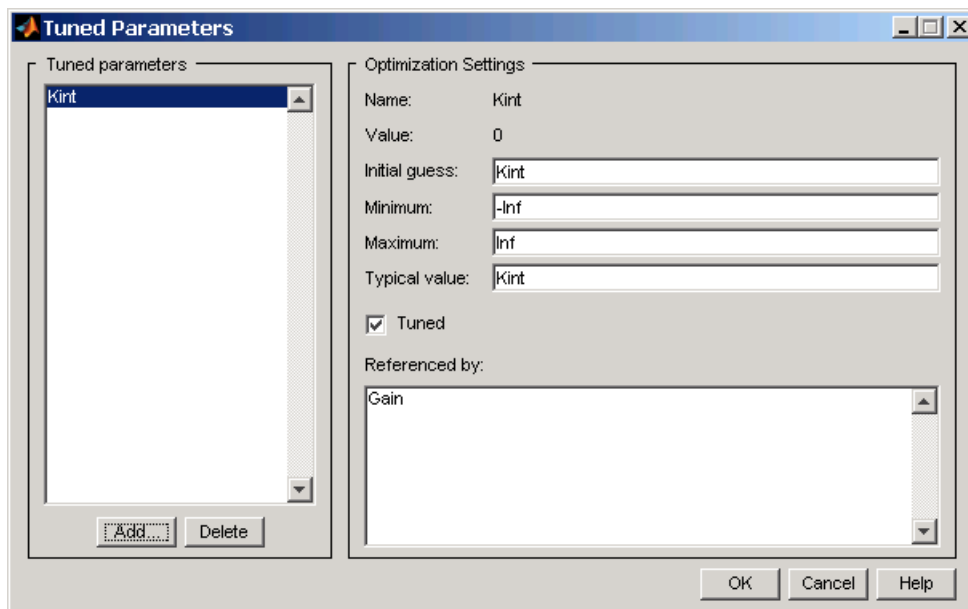 Tuned Parameters
Tuned parameters
Kint
Add...
Delete
Optimization Settings
Name: Kint
Value: 0
Initial guess: Kint
Minimum: -Inf
Maximum: Inf
Typical value: Kint
Tuned
Referenced by:
Gain
OK Cancel Help